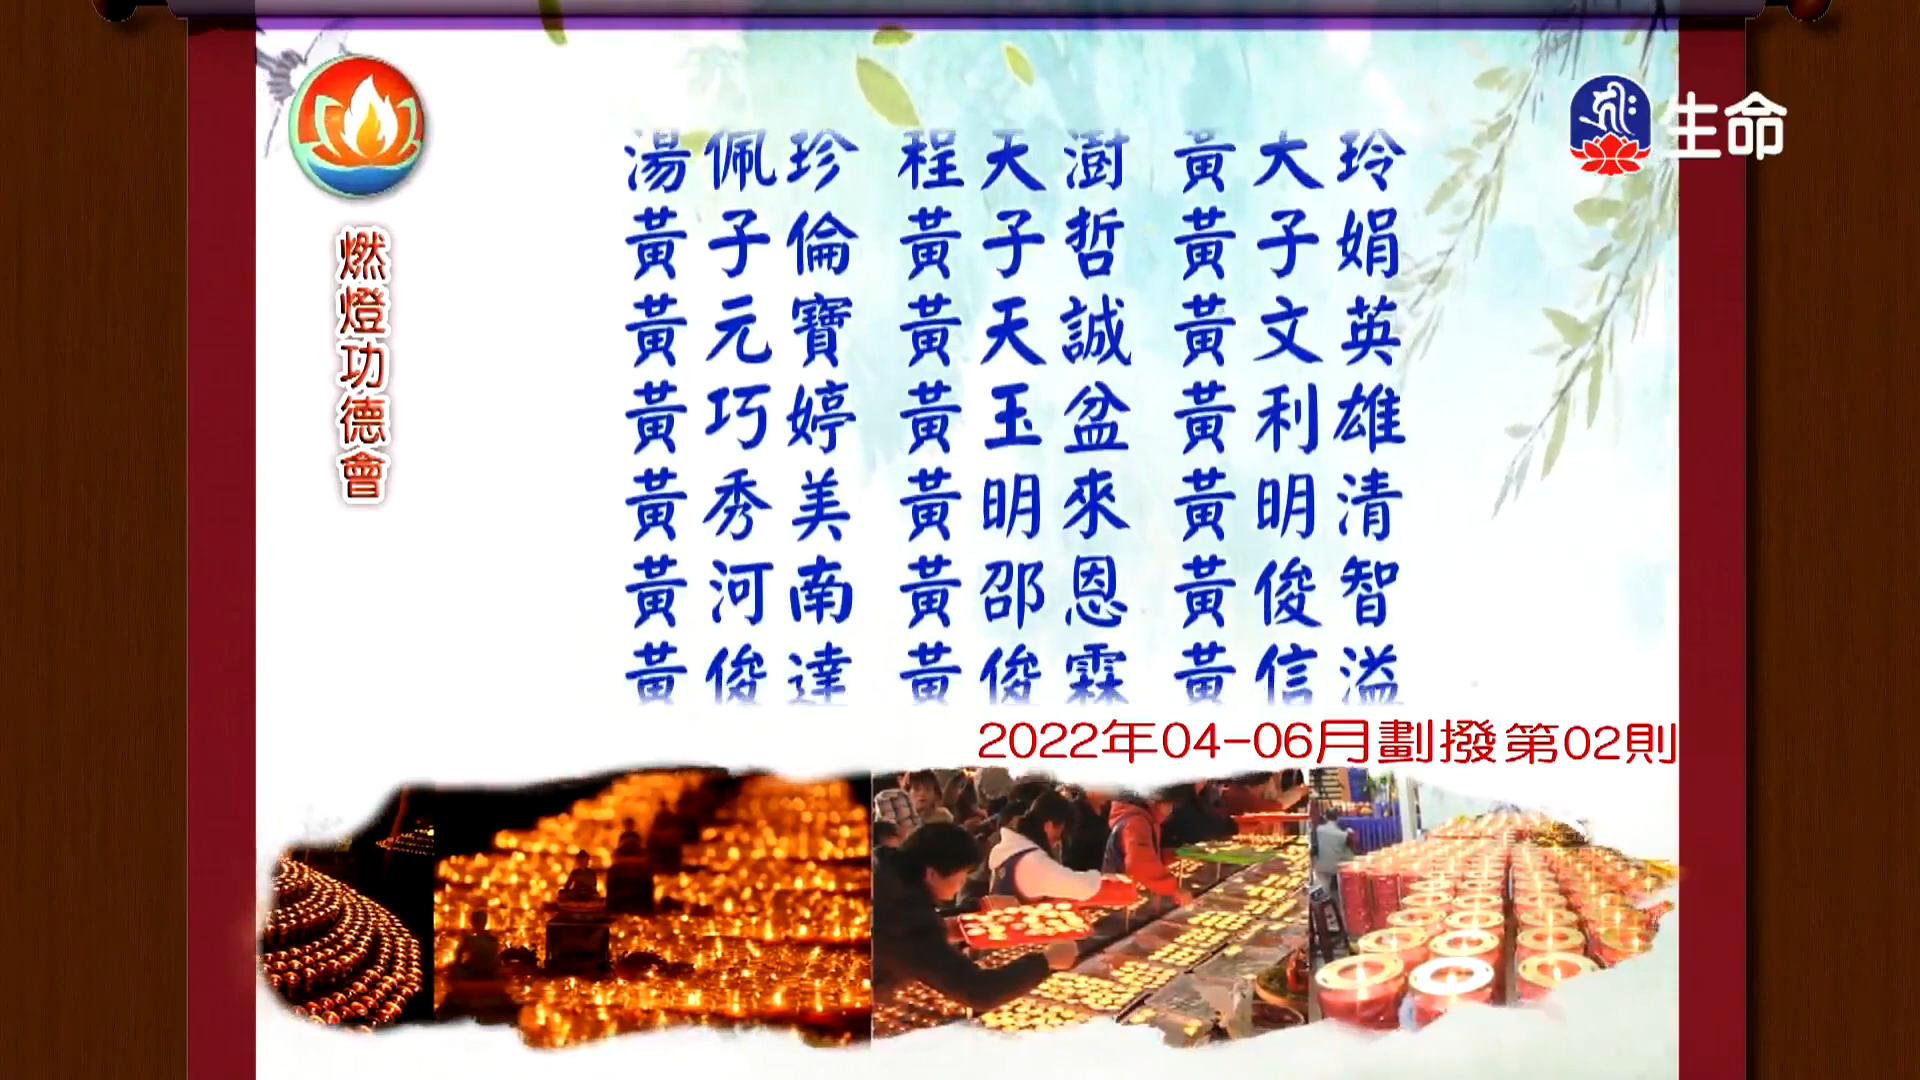 生命
燃燈功德會
湯佩珍 程天澍 黃大玲
黃子倫 黃子哲 黃子娟
黃元寶 黃天誠 黃文英
黃巧婷 黃玉盆 黃利雄
黃秀美 黃明來 黃明清
黃河南 黃邵恩 黃俊智
黃俊達 黃俊霖 黃信溢
2022年04-06月劃撥第02則